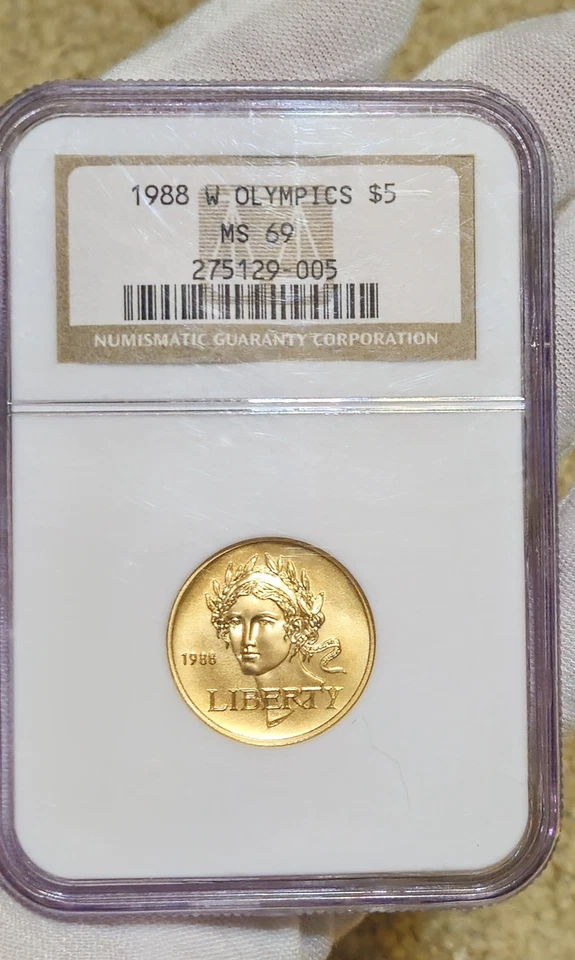 1988 W OLYMPICS $5
MS 69
275129-005
NUMISMATIC GUARANTY CORPORATION
1988
LIBERTY